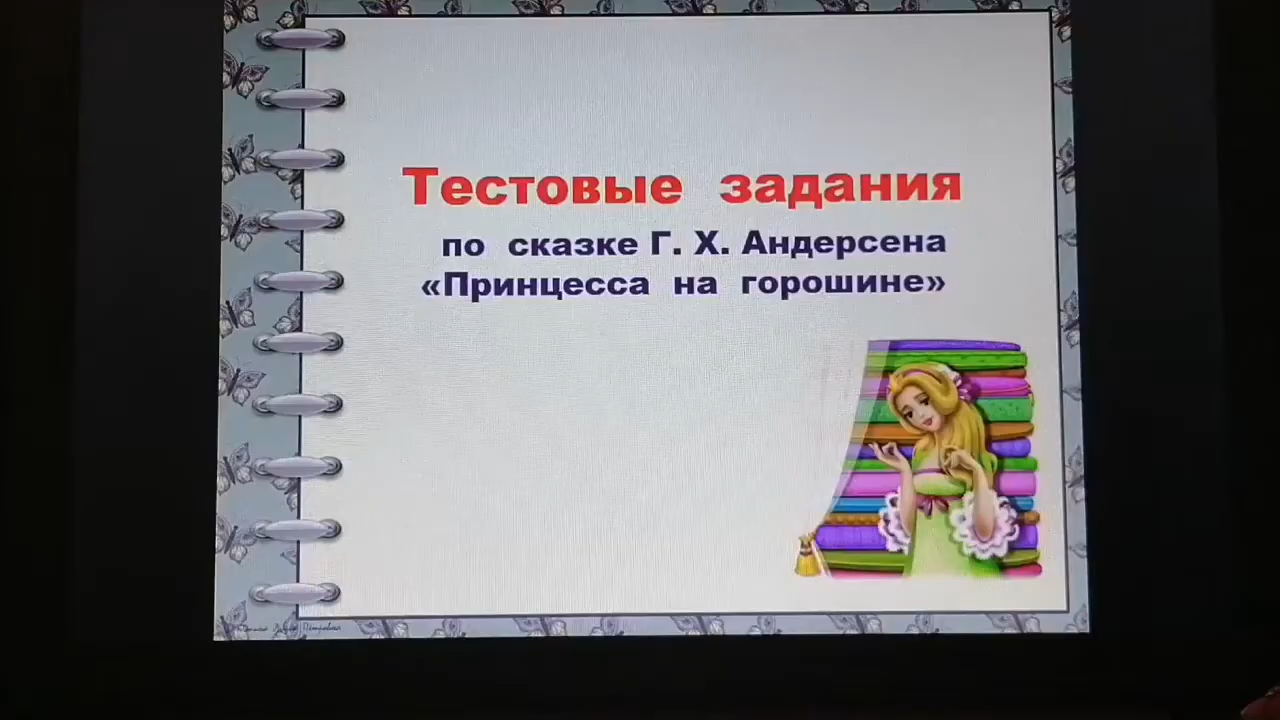 Тестовые задания
по сказке Г. Х. Андерсена
«Принцесса на горошине»